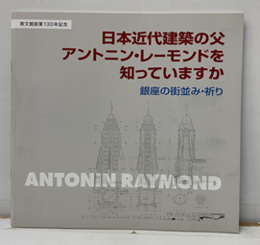 教文館創業130年記念
日本近代建築の父
アントニン・レーモンドを
知っていますか
銀座の街並み・祈り
ANTONIN RAYMOND